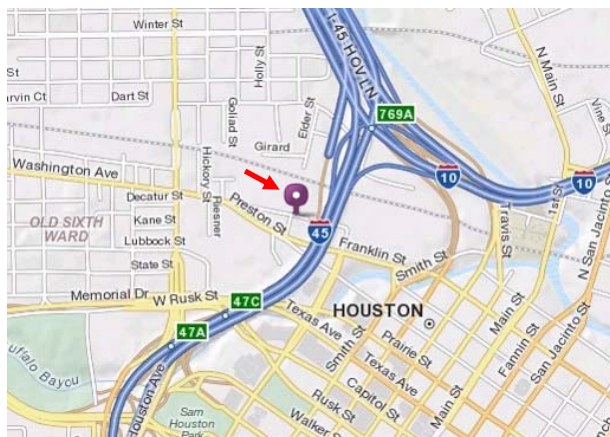 Winter St
I-45 HOV LN
N Main St
Holly St
Dart St
Goliad St
Elder St
769A
Vine St
Girard
Washington Ave
Hickory St
10
10
1st St
Decatur St
Riesner
Preston St
OLD SIXTH
WARD
Kane St
45
Travis St
N San Jacinto St
Lubbock St
Franklin St
State St
Smith St
Memorial Dr
W Rusk St
47C
Texas Ave
HOUSTON
Main St
47A
Smith St
Prairie St
Fannin St
San Jacinto St
Texas Ave
Buffalo Bayou
Houston Ave
Capitol St
Main St
Sam
Houston
Park
Rusk St
Walker St